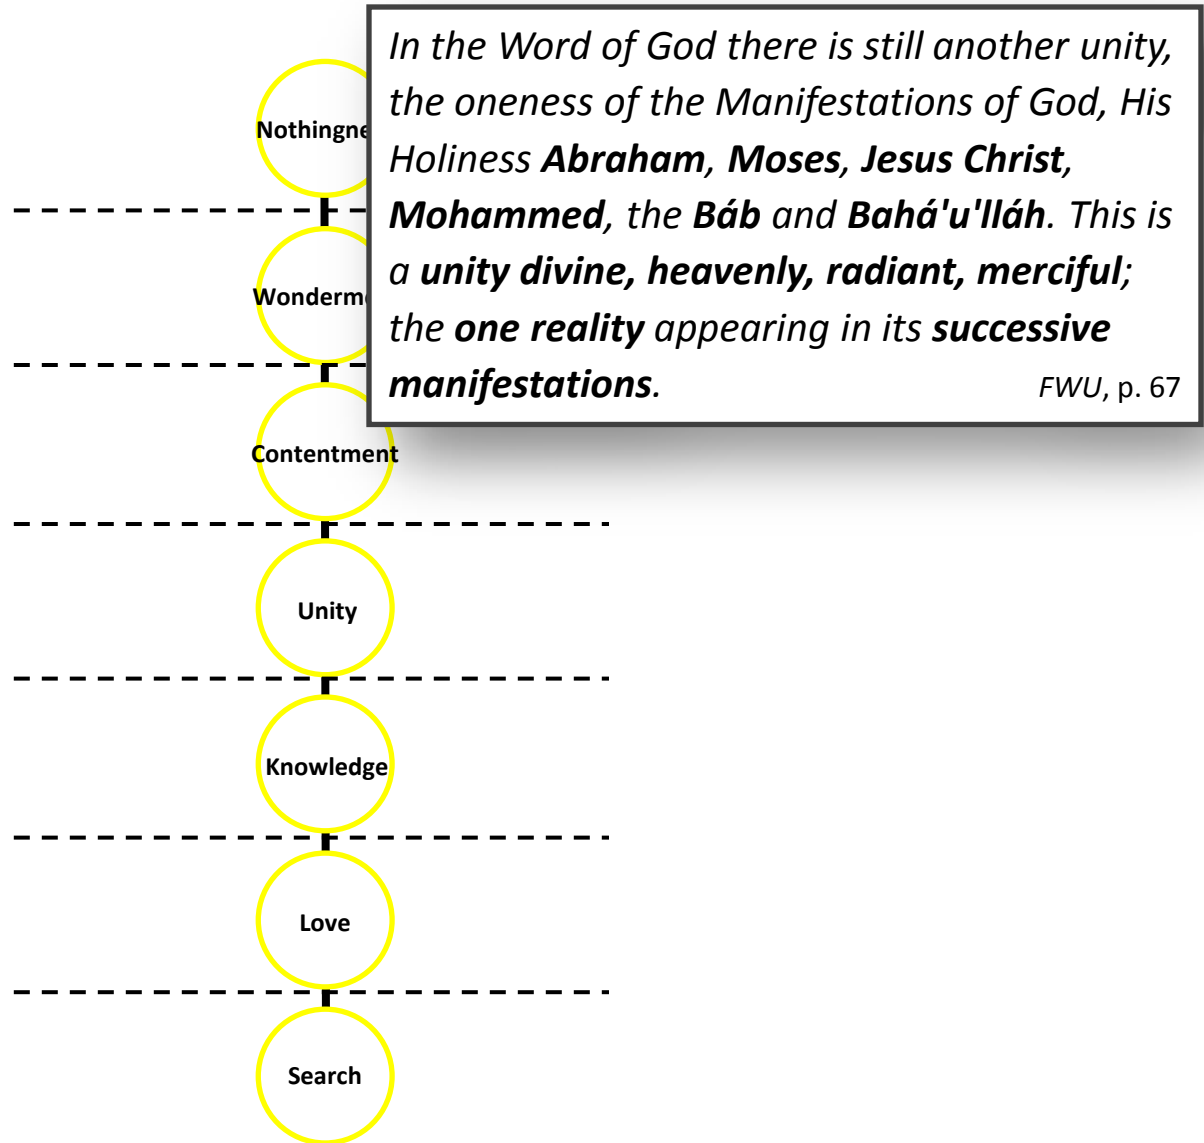 In the Word of God there is still another unity,
the oneness of the Manifestations of God, His
Holiness Abraham, Moses, Jesus Christ,
Mohammed, the Báb and Bahá'u'lláh. This is
a unity divine, heavenly, radiant, merciful;
the one reality appearing in its successive
manifestations. FWU, p. 67
Nothingne
Wonderm
Contentment
Unity
Knowledge
Love
Search